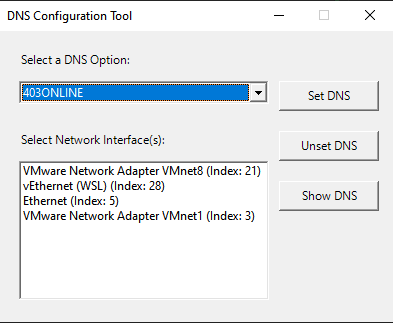 DNS Configuration Tool
Select a DNS Option:
403ONLINE
Set DNS
Select Network Interface(s):
Unset DNS
VMware Network Adapter VMnet8 (Index: 21)
vEthernet (WSL) (Index: 28)
Ethernet (Index: 5)
VMware Network Adapter VMnet1 (Index: 3)
Show DNS